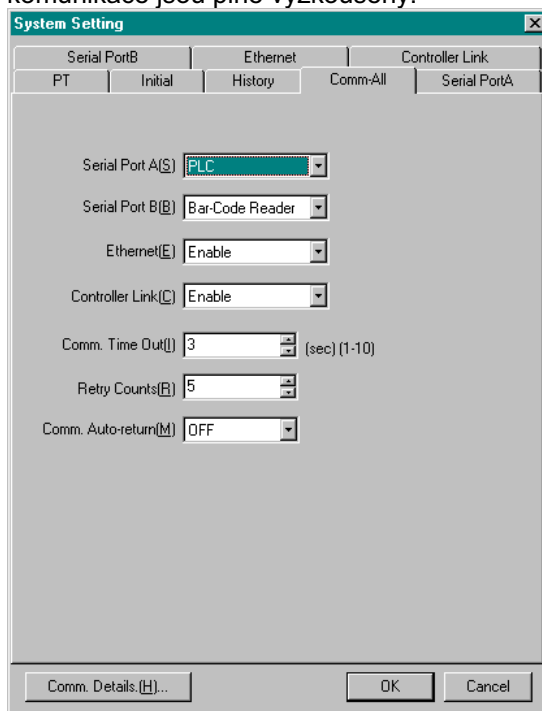 komunikace jsou plně vyzkoušeny.
System Setting
Serial PortB Ethernet Controller Link
PT Initial History Comm-All Serial PortA
Serial Port A(S) PLC
Serial Port B(B) Bar-Code Reader
Ethernet(E) Enable
Controller Link(C) Enable
Comm. Time Out(I) 3 (sec) (1-10)
Retry Counts(R) 5
Comm. Auto-return(M) OFF
Comm. Details.(H)... OK Cancel